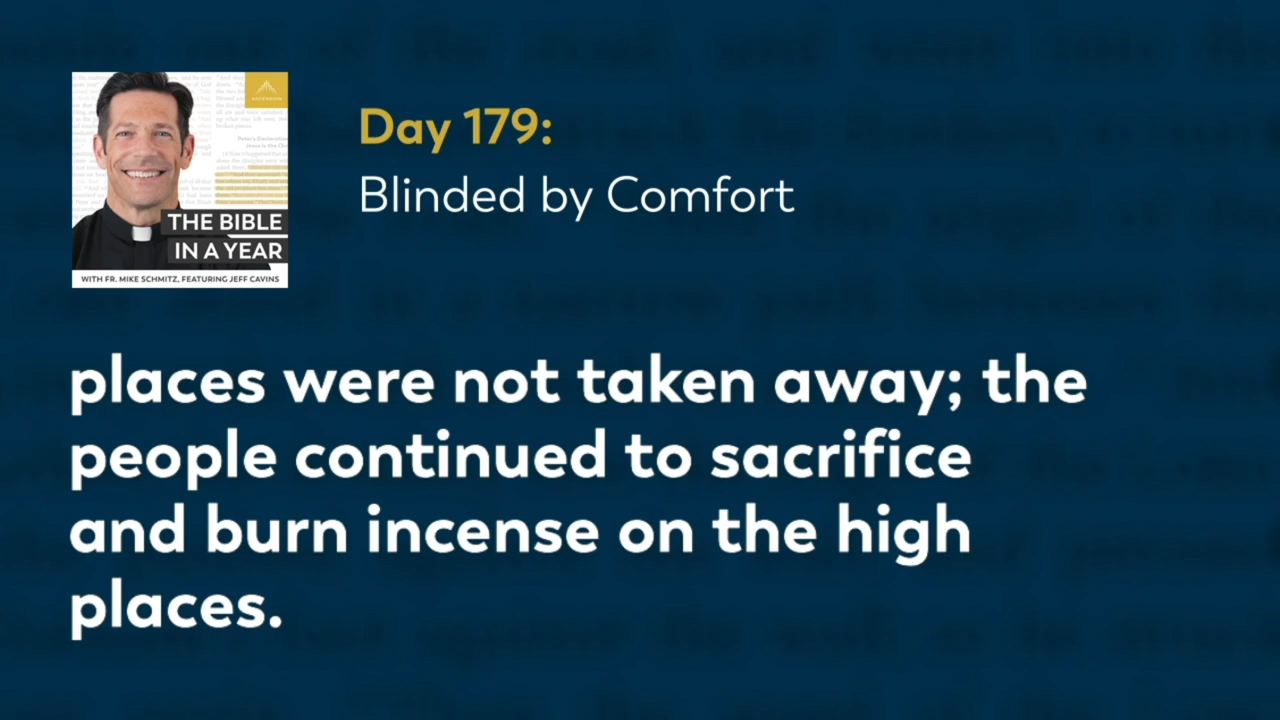 ASCENSION
THE BIBLE
IN A YEAR
WITH FR. MIKE SCHMITZ, FEATURING JEFF CAVINS
Day 179:
Blinded by Comfort
places were not taken away; the
people continued to sacrifice
and burn incense on the high
places.